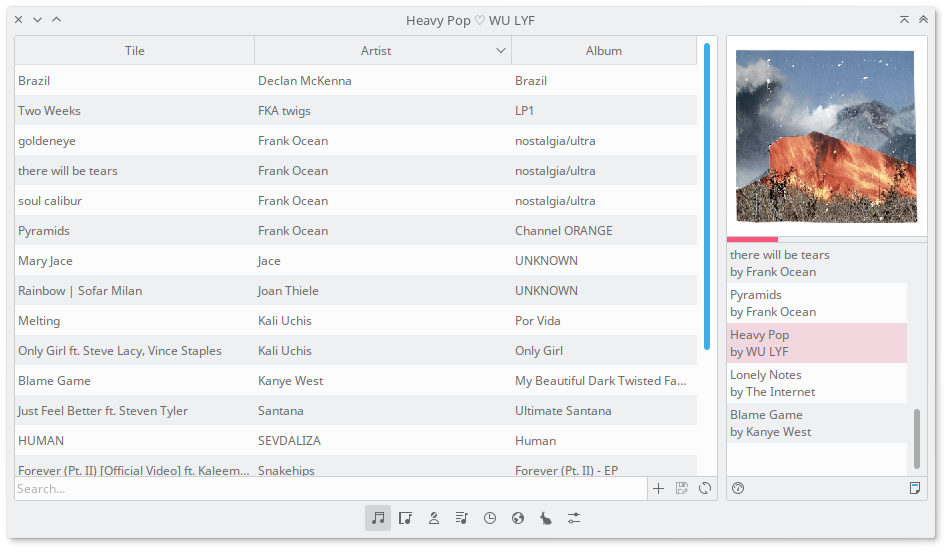 Heavy Pop ♡ WU LYF
Tile Artist Album
Brazil Declan McKenna Brazil
Two Weeks FKA twigs LP1
goldeneye Frank Ocean nostalgia/ultra
there will be tears Frank Ocean nostalgia/ultra
soul calibur Frank Ocean nostalgia/ultra
Pyramids Frank Ocean Channel ORANGE
Mary Jace Jace UNKNOWN
Rainbow | Sofar Milan Joan Thiele UNKNOWN
Melting Kali Uchis Por Vida
Only Girl ft. Steve Lacy, Vince Staples Kali Uchis Only Girl
Blame Game Kanye West My Beautiful Dark Twisted Fa...
Just Feel Better ft. Steven Tyler Santana Ultimate Santana
HUMAN SEVDALIZA Human
Forever (Pt. II) [Official Video] ft. Kaleem... Snakehips Forever (Pt. II) - EP
Search...
there will be tears
by Frank Ocean
Pyramids
by Frank Ocean
Heavy Pop
by WU LYF
Lonely Notes
by The Internet
Blame Game
by Kanye West